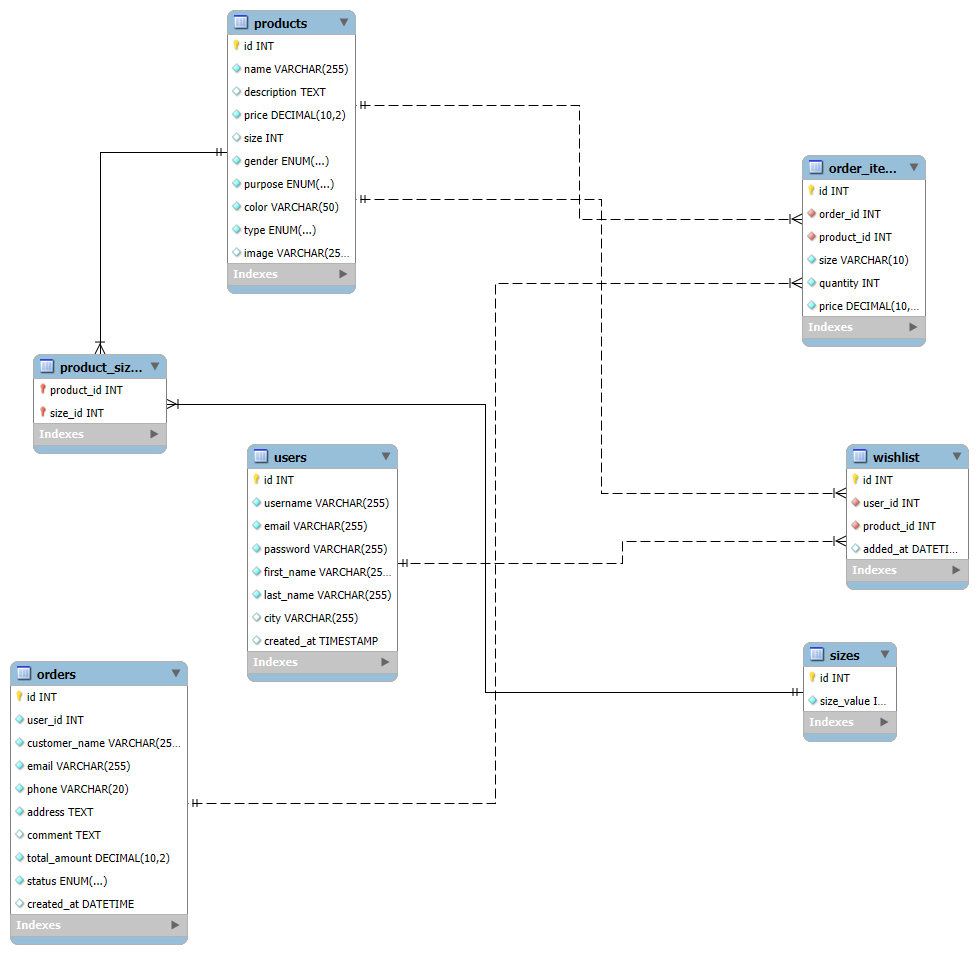 products
id INT
name VARCHAR(255)
description TEXT
price DECIMAL(10,2)
size INT
gender ENUM(...)
purpose ENUM(...)
color VARCHAR(50)
type ENUM(...)
image VARCHAR(25...
Indexes
order_ite...
id INT
order_id INT
product_id INT
size VARCHAR(10)
quantity INT
price DECIMAL(10,...
Indexes
product_siz...
product_id INT
size_id INT
Indexes
users
id INT
username VARCHAR(255)
email VARCHAR(255)
password VARCHAR(255)
first_name VARCHAR(25...
last_name VARCHAR(255)
city VARCHAR(255)
created_at TIMESTAMP
Indexes
wishlist
id INT
user_id INT
product_id INT
added_at DATETI...
Indexes
sizes
id INT
size_value I...
Indexes
orders
id INT
user_id INT
customer_name VARCHAR(25...
email VARCHAR(255)
phone VARCHAR(20)
address TEXT
comment TEXT
total_amount DECIMAL(10,2)
status ENUM(...)
created_at DATETIME
Indexes